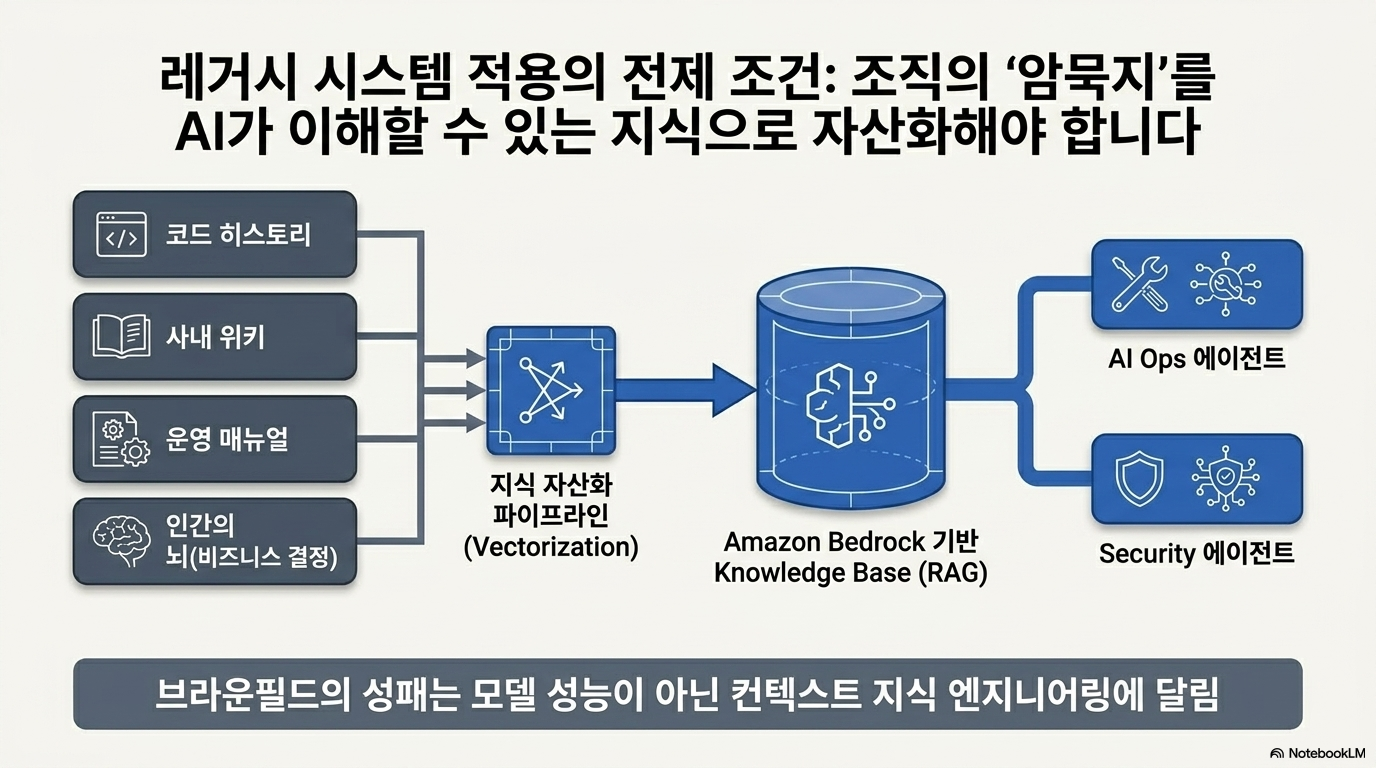 레거시 시스템 적용의 전제 조건: 조직의 ‘암묵지’를
AI가 이해할 수 있는 지식으로 자산화해야 합니다
</>
코드 히스토리
사내 위키
운영 매뉴얼
인간의
뇌(비즈니스 결정)
지식 자산화
파이프라인
(Vectorization)
Amazon Bedrock 기반
Knowledge Base (RAG)
AI Ops 에이전트
Security 에이전트
브라운필드의 성패는 모델 성능이 아닌 컨텍스트 지식 엔지니어링에 달림
NotebookLM